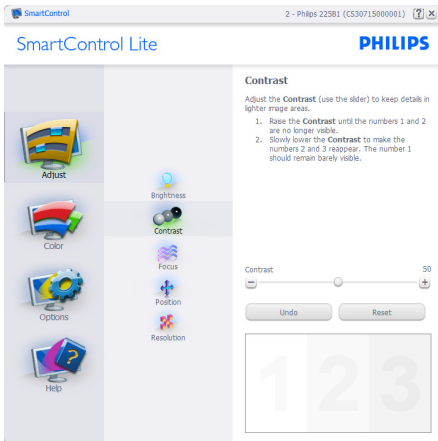 SmartControl
2 - Philips 225B1 (CS30715000001)
SmartControl Lite
PHILIPS
Adjust
Color
Options
Help
Brightness
Contrast
Focus
Position
Resolution
Contrast
Adjust the Contrast (use the slider) to keep details in
lighter image areas.
1. Raise the Contrast until the numbers 1 and 2
are no longer visible.
2. Slowly lower the Contrast to make the
numbers 2 and 3 reappear. The number 1
should remain barely visible.
Contrast 50
Undo Reset
1 2 3